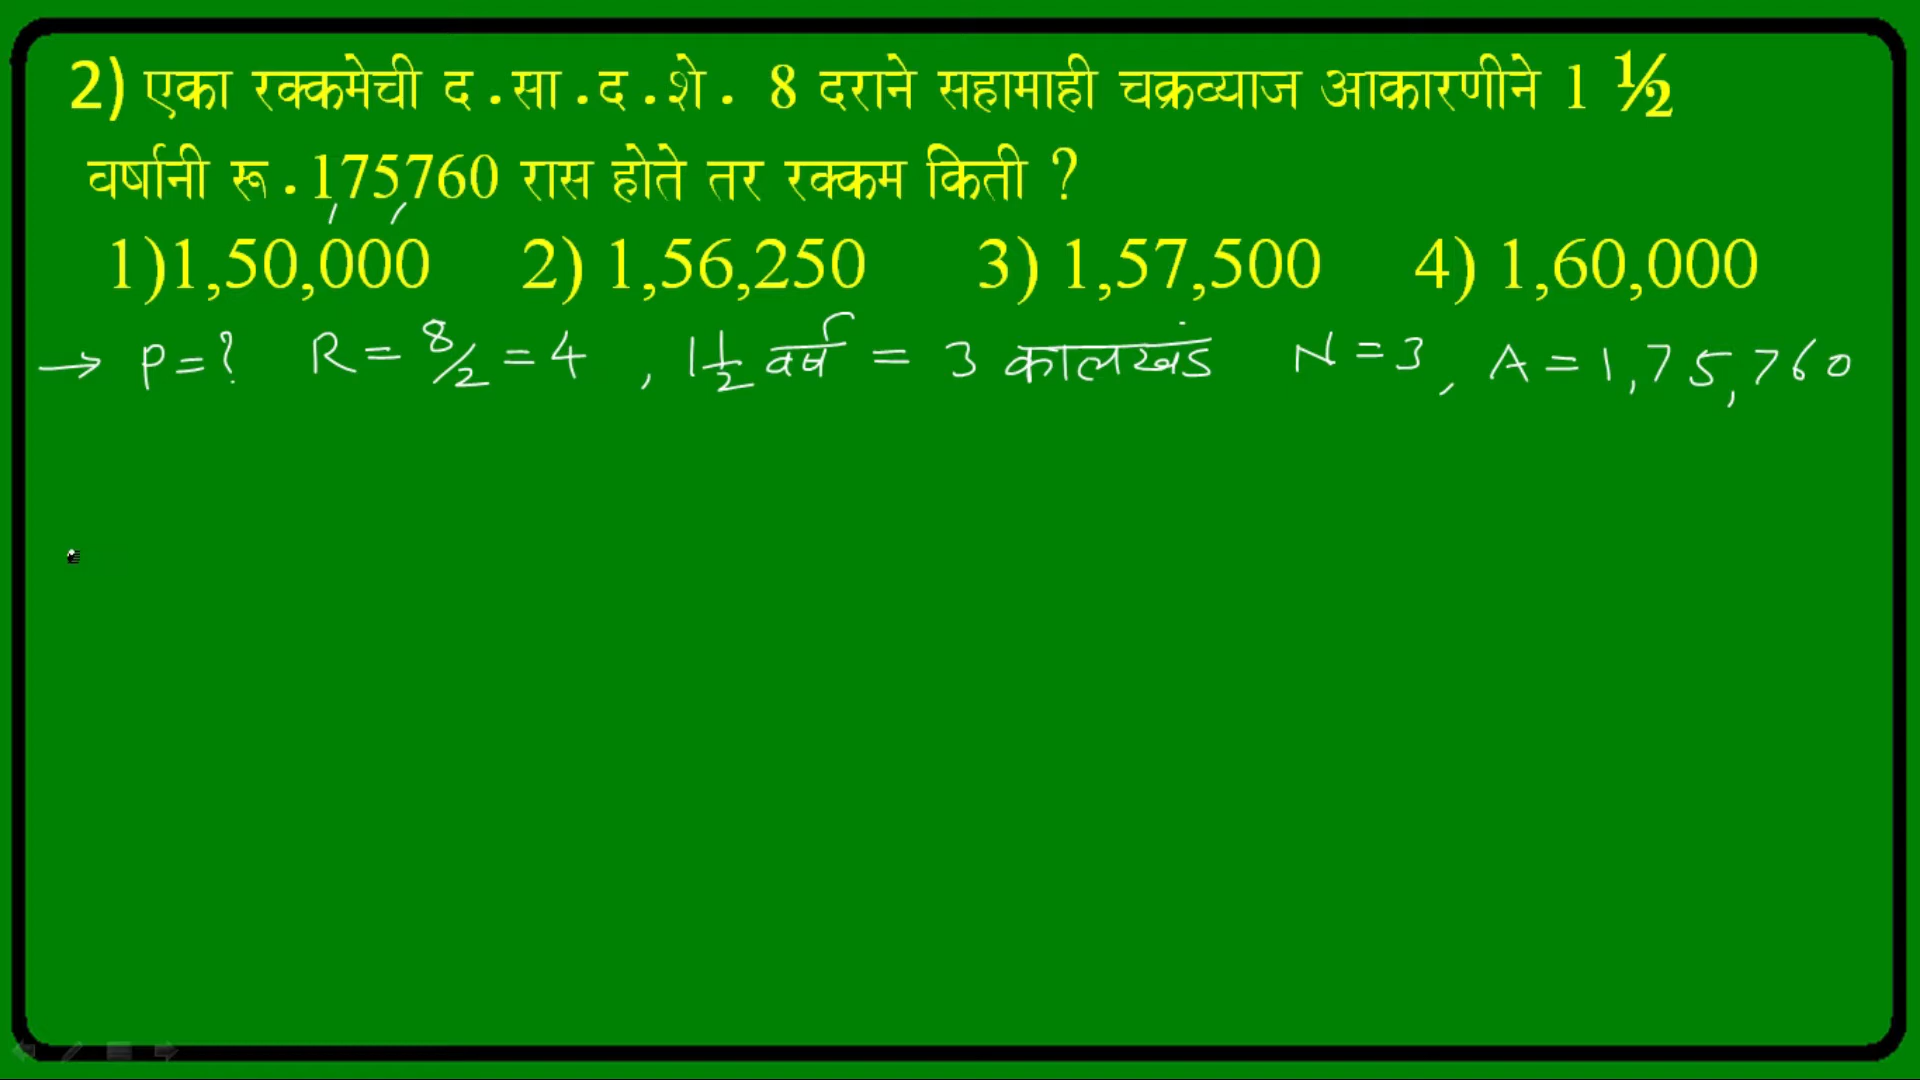 2) एका रक्कमेची द.सा.द.शे. 8 दराने सहामाही चक्रव्याज आकारणीने 1 ½
वर्षानी रू.175760 रास होते तर रक्कम किती ?
1)1,50,000 2) 1,56,250 3) 1,57,500 4) 1,60,000
→ P=? R = 8/2 = 4 , 1 1/2 वर्ष = 3 कालखंड N = 3, A = 1,75,760